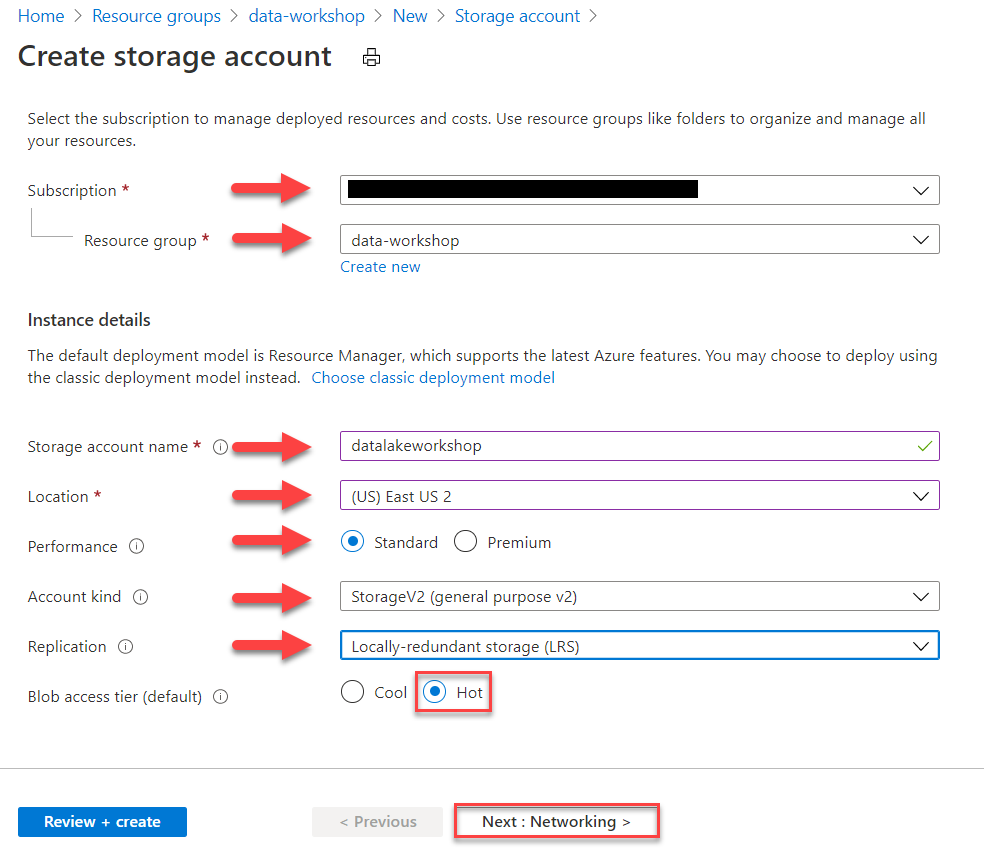 Home > Resource groups > data-workshop > New > Storage account >
Create storage account
Select the subscription to manage deployed resources and costs. Use resource groups like folders to organize and manage all
your resources.
Subscription *
Resource group * data-workshop
Create new
Instance details
The default deployment model is Resource Manager, which supports the latest Azure features. You may choose to deploy using
the classic deployment model instead. Choose classic deployment model
Storage account name * datalakeworkshop
Location * (US) East US 2
Performance Standard Premium
Account kind StorageV2 (general purpose v2)
Replication Locally-redundant storage (LRS)
Blob access tier (default) Cool Hot
Review + create < Previous Next : Networking >